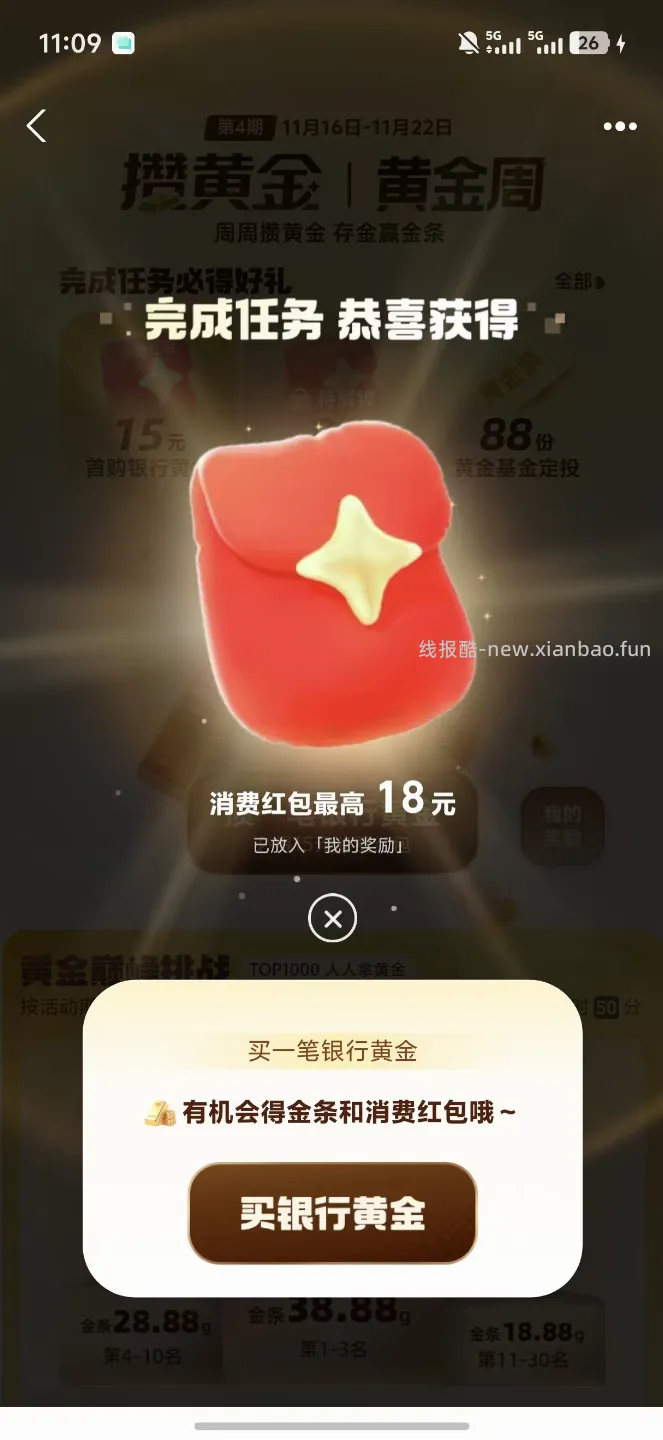 11:09
5G 5G 26
第4期 11月16日-11月22日
攒黄金 | 黄金周
周周攒黄金 存金赢金条
完成任务必得好礼 全部
完成任务 恭喜获得
15元
88份
首购银行黄
黄金基金定投
线报酷-new.xianbao.fun
消费红包最高 18 元
已放入「我的奖励」
我的
奖励
黄金巅峰挑战 TOP1000 人人拿黄金
按活动期
时 50 分
买一笔银行黄金
有机会得金条和消费红包哦~
买银行黄金
金条28.88g 金条38.88g 金条18.88g
第4-10名 第1-3名 第11-30名